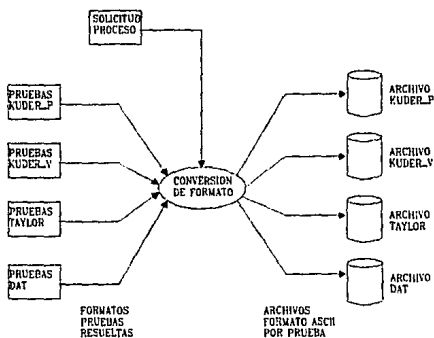 SOLICITUD
PROCESO
PRUEBAS
KUDER_P
PRUEBAS
KUDER_V
PRUEBAS
TAYLOR
PRUEBAS
DAT
CONVERSION
DE FORMATO
ARCHIVO
KUDER_P
ARCHIVO
KUDER_V
ARCHIVO
TAYLOR
ARCHIVO
DAT
FORMATOS
PRUEBAS
RESUELTAS
ARCHIVOS
FORMATO ASCII
POR PRUEBA